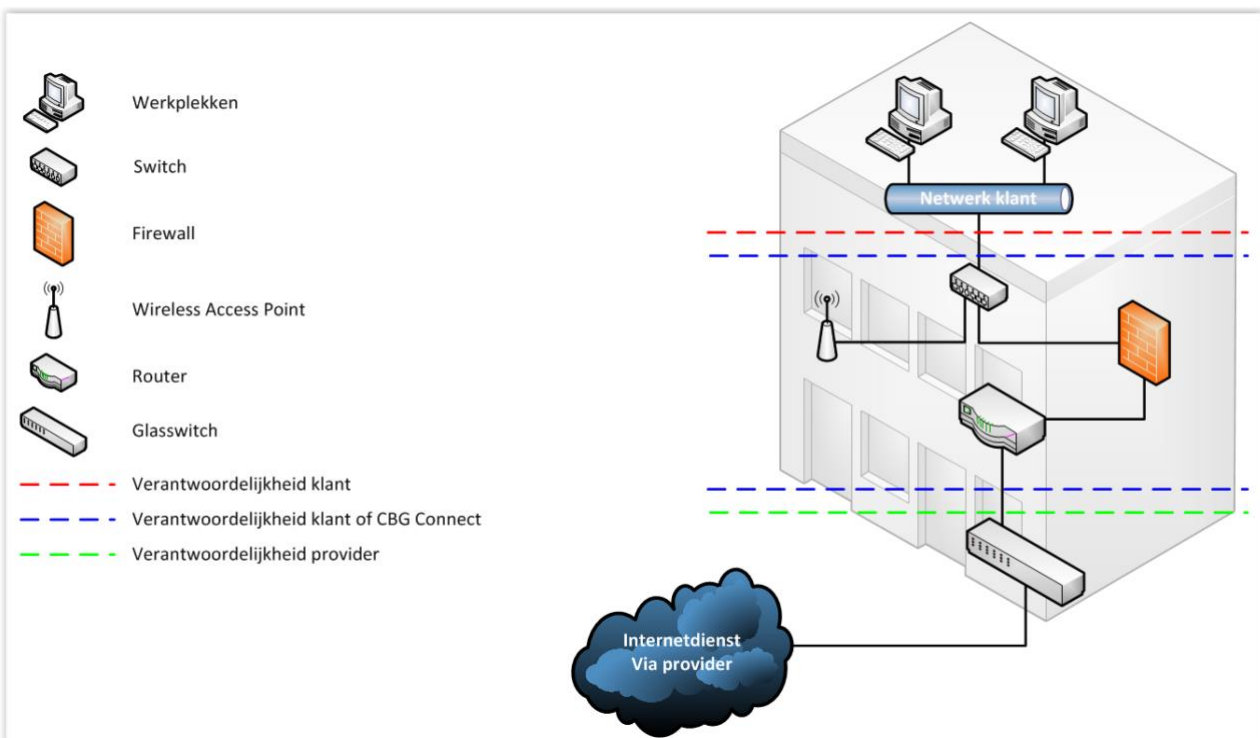 Werkplekken
Switch
Firewall
Wireless Access Point
Router
Glasswitch
Verantwoordelijkheid klant
Verantwoordelijkheid klant of CBG Connect
Verantwoordelijkheid provider
Netwerk klant
Internetdienst
Via provider